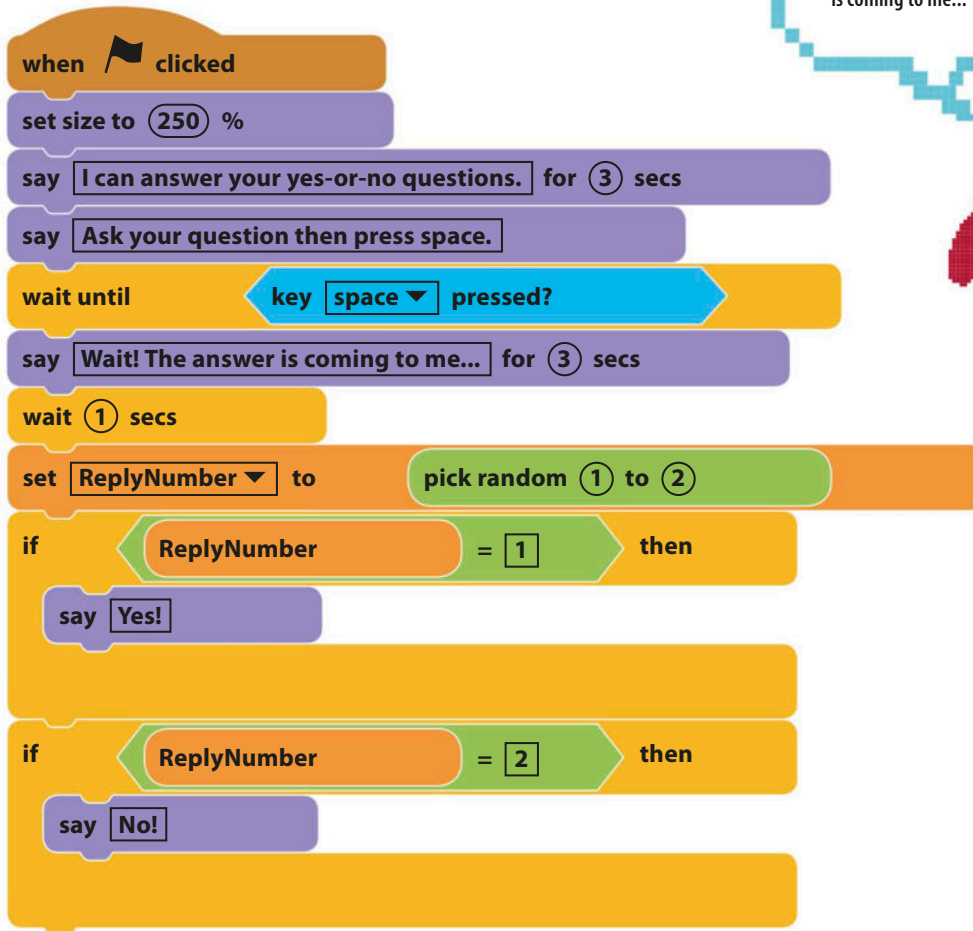 is coming to me...
when clicked
set size to 250 %
say I can answer your yes-or-no questions. for 3 secs
say Ask your question then press space.
wait until key space pressed?
say Wait! The answer is coming to me... for 3 secs
wait 1 secs
set ReplyNumber to pick random 1 to 2
if ReplyNumber = 1 then
say Yes!
if ReplyNumber = 2 then
say No!